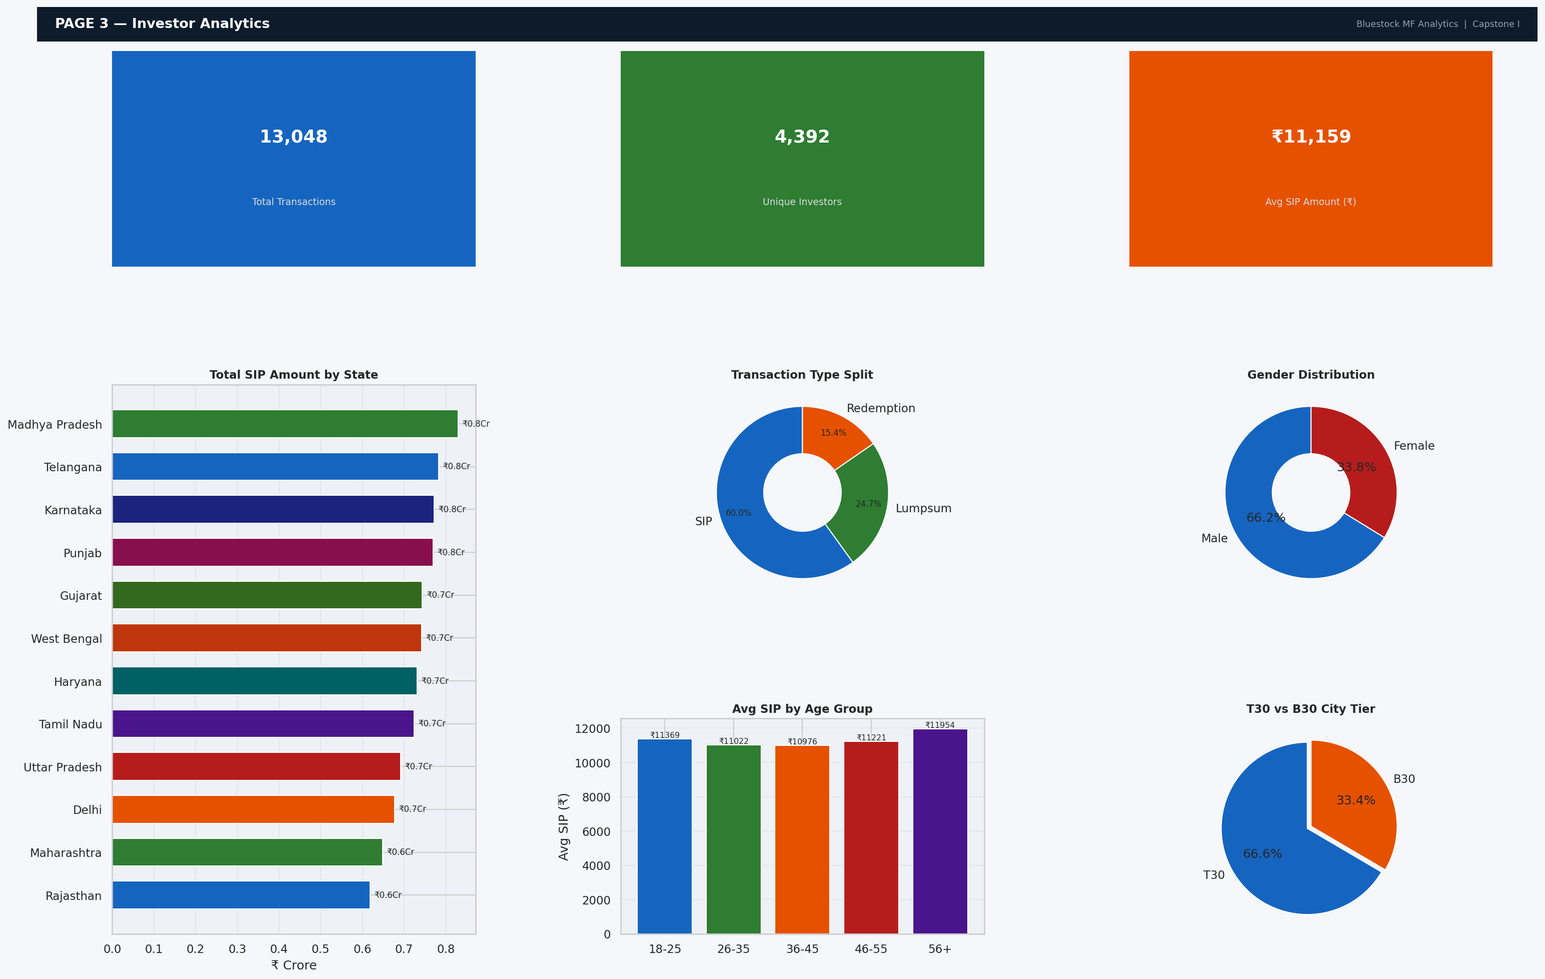 PAGE 3 — Investor Analytics
Bluestock MF Analytics | Capstone I
13,048
Total Transactions
4,392
Unique Investors
₹11,159
Avg SIP Amount (₹)
Total SIP Amount by State
Madhya Pradesh
₹0.8Cr
Telangana
₹0.8Cr
Karnataka
₹0.8Cr
Punjab
₹0.8Cr
Gujarat
₹0.7Cr
West Bengal
₹0.7Cr
Haryana
₹0.7Cr
Tamil Nadu
₹0.7Cr
Uttar Pradesh
₹0.7Cr
Delhi
₹0.7Cr
Maharashtra
₹0.6Cr
Rajasthan
₹0.6Cr
0.0 0.1 0.2 0.3 0.4 0.5 0.6 0.7 0.8
₹ Crore
Transaction Type Split
Redemption
15.4%
Lumpsum
24.7%
SIP
60.0%
Gender Distribution
Female
33.8%
Male
66.2%
Avg SIP by Age Group
Avg SIP (₹)
12000
10000
8000
6000
4000
2000
0
₹11369
₹11022
₹10976
₹11221
₹11954
18-25 26-35 36-45 46-55 56+
T30 vs B30 City Tier
B30
33.4%
T30
66.6%